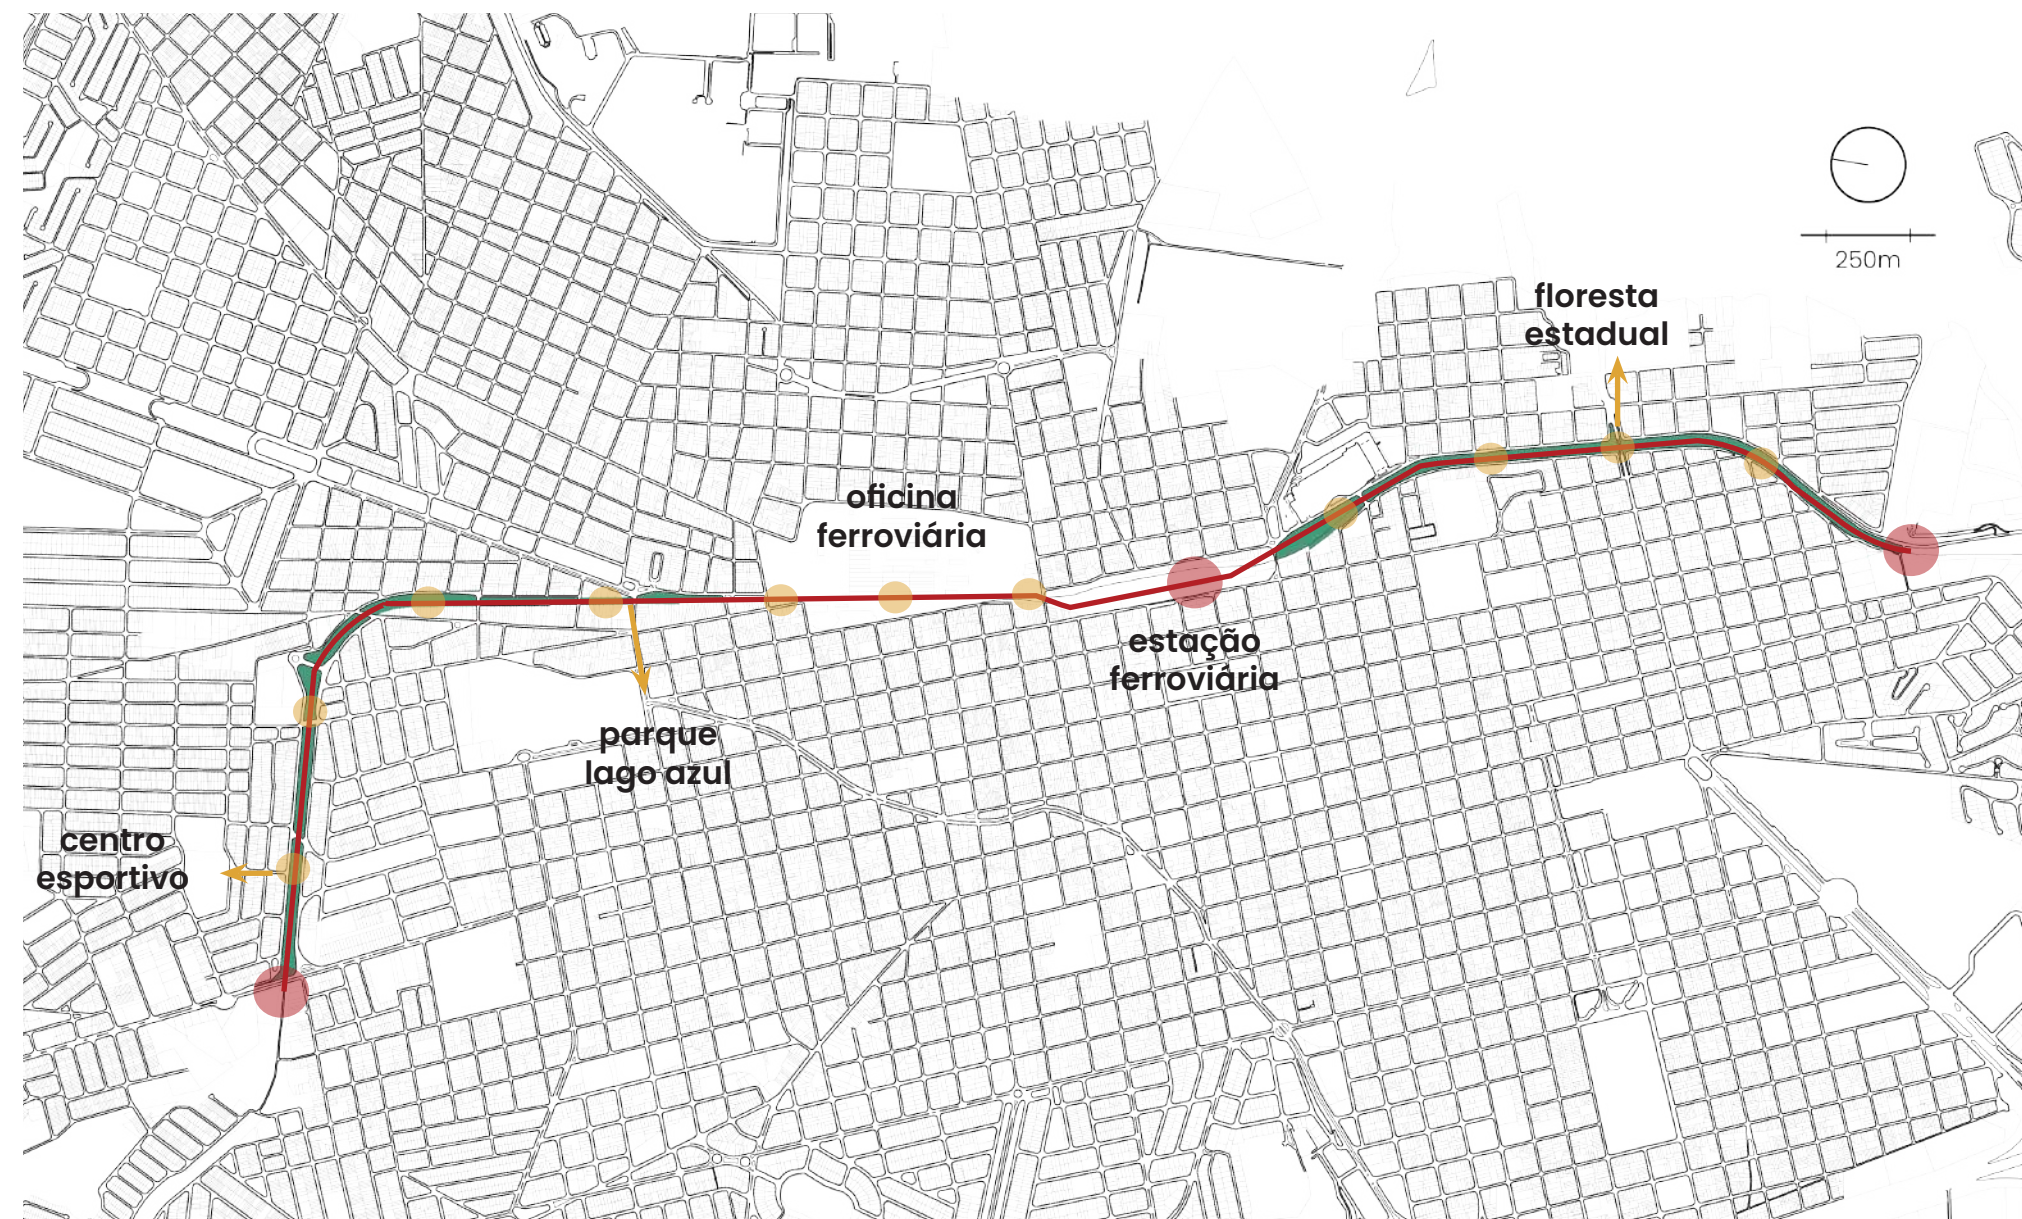 250m
floresta
estadual
oficina
ferroviária
estação
ferroviária
parque
lago azul
centro
esportivo